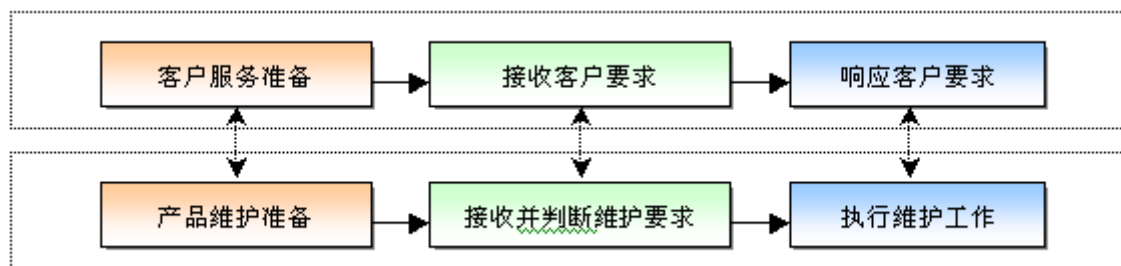 客户服务准备
接收客户要求
响应客户要求
产品维护准备
接收并判断维护要求
执行维护工作